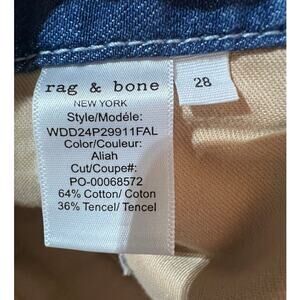 rag & bone
NEW YORK
Style/Modéle:
WDD24P29911FAL
Color/Couleur:
Aliah
Cut/Coupe#:
PO-00068572
64% Cotton/ Coton
36% Tencel/ Tencel
28